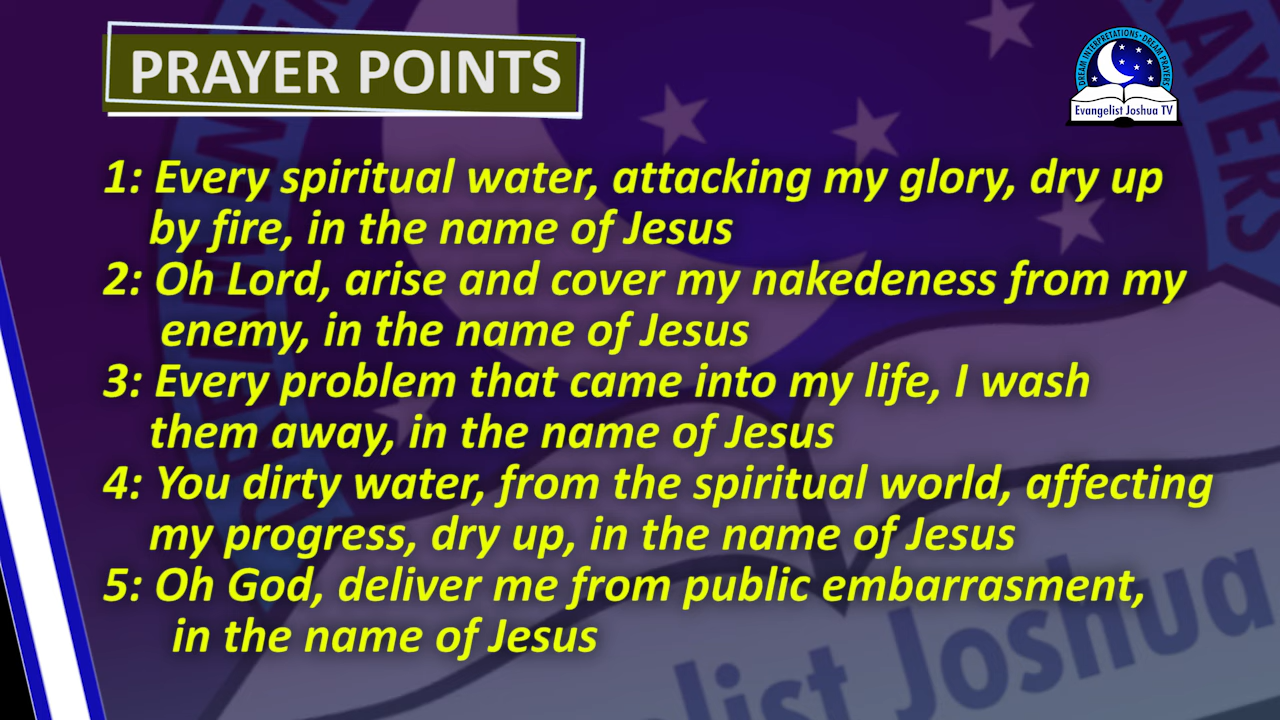 PRAYER POINTS
DREAM INTERPRETATIONS • DREAM PRAYERS
Evangelist Joshua TV
1: Every spiritual water, attacking my glory, dry up
by fire, in the name of Jesus
2: Oh Lord, arise and cover my nakedeness from my
enemy, in the name of Jesus
3: Every problem that came into my life, I wash
them away, in the name of Jesus
4: You dirty water, from the spiritual world, affecting
my progress, dry up, in the name of Jesus
5: Oh God, deliver me from public embarrasment,
in the name of Jesus